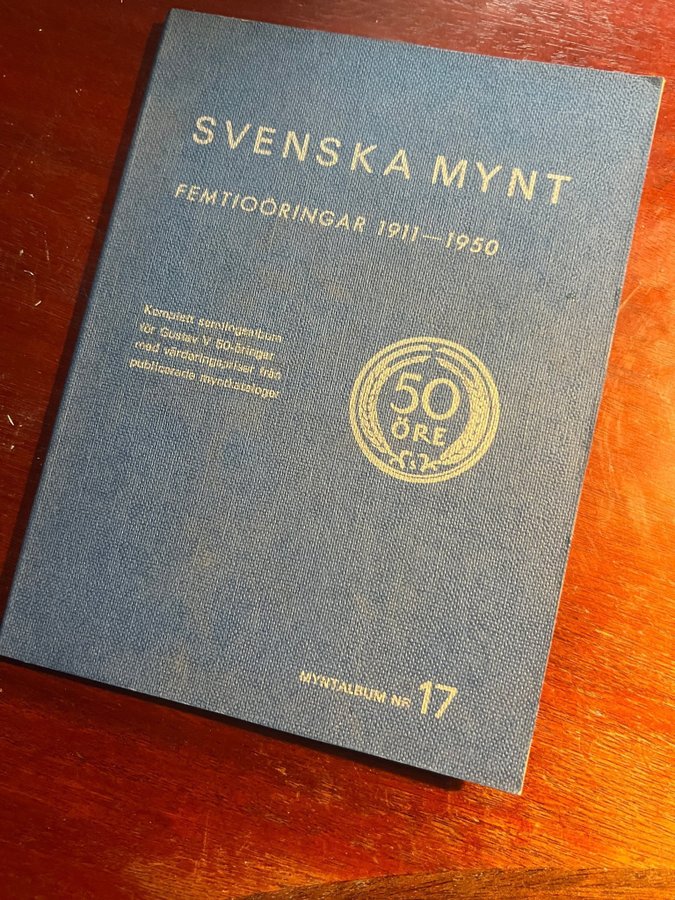 SVENSKA MYNT
FEMTIOÖRINGAR 1911—1950
Komplett samlingsalbum
för Gustav V 50-öringar
med värderingspriser från
publicerade myntkataloger
50
ÖRE
MYNTALBUM NR 17